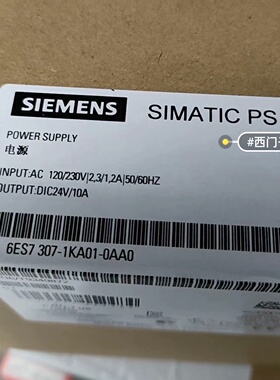 SIEMENS
SIMATIC PS
#西门
POWER SUPPLY
电源
INPUT:AC 120/230V|2,3/1,2A|50/60HZ
OUTPUT:D|C24V/10A
6ES7 307-1KA01-0AA0